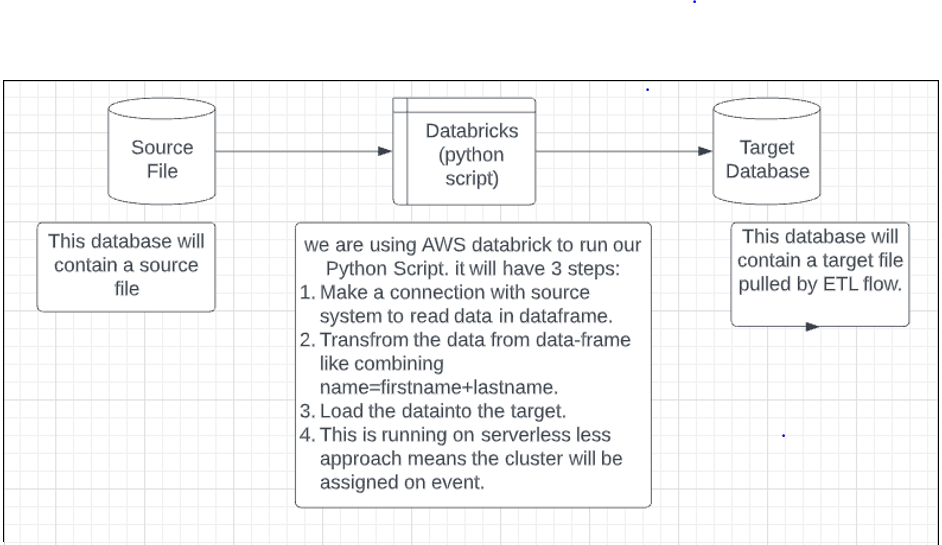 Source
File
Databricks
(python
script)
Target
Database
This database will
contain a source
file
we are using AWS databrick to run our
Python Script. it will have 3 steps:
1. Make a connection with source
system to read data in dataframe.
2. Transfrom the data from data-frame
like combining
name=firstname+lastname.
3. Load the datainto the target.
4. This is running on serverless less
approach means the cluster will be
assigned on event.
This database will
contain a target file
pulled by ETL flow.